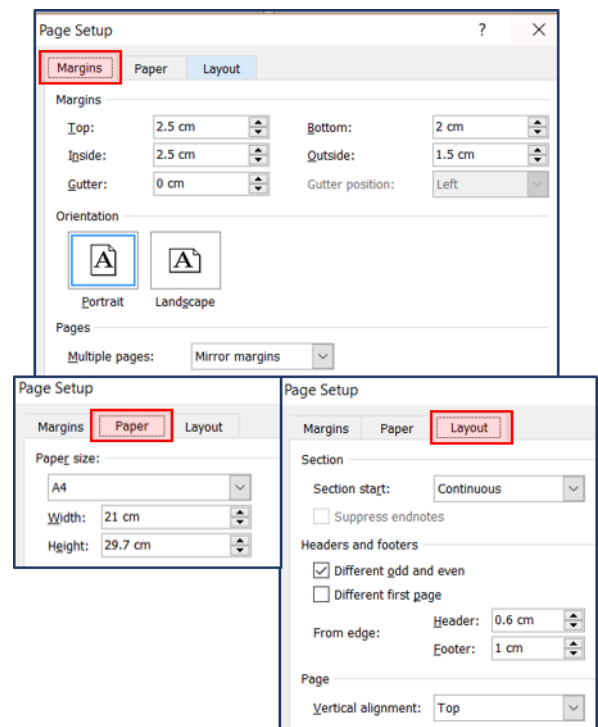 Page Setup ?
Margins Paper Layout
Margins
Top: 2.5 cm Bottom: 2 cm
Inside: 2.5 cm Outside: 1.5 cm
Gutter: 0 cm Gutter position: Left
Orientation
A A
Portrait Landscape
Pages
Multiple pages: Mirror margins
Page Setup
Margins Paper Layout
Paper size:
A4
Width: 21 cm
Height: 29.7 cm
Page Setup
Margins Paper Layout
Section
Section start: Continuous
Suppress endnotes
Headers and footers
Different odd and even
Different first page
Header: 0.6 cm
From edge:
Footer: 1 cm
Page
Vertical alignment: Top